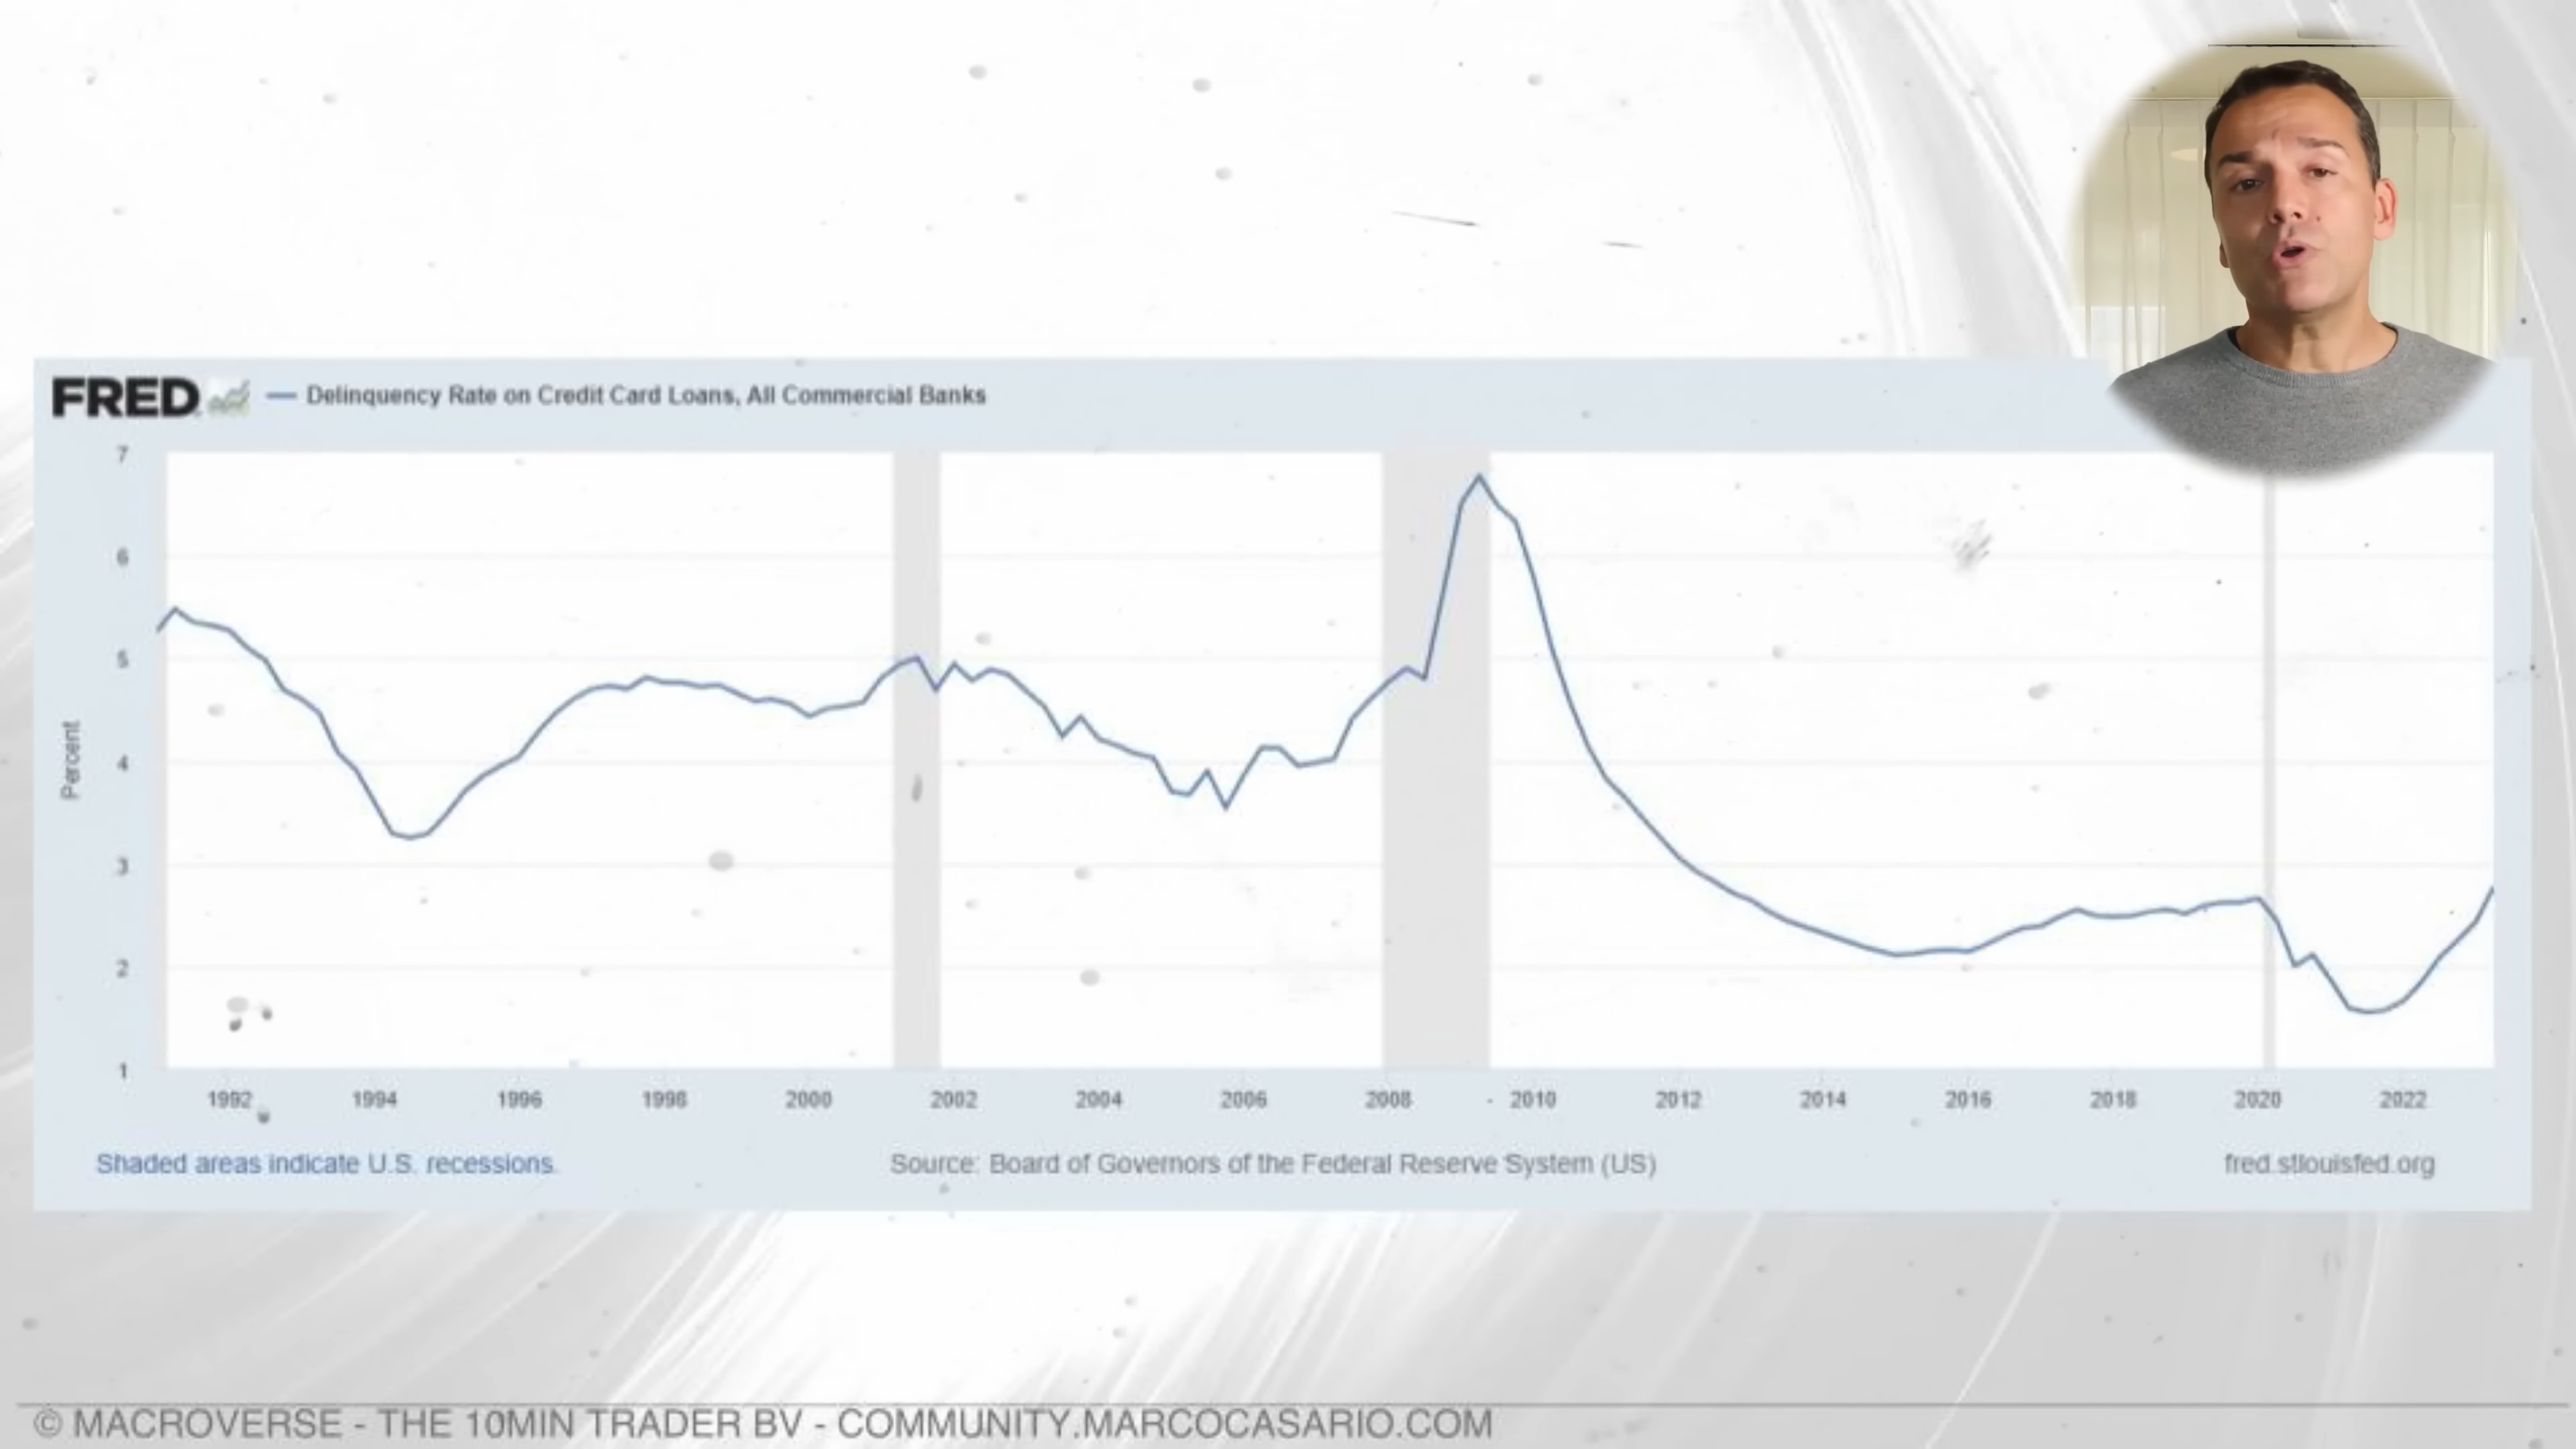 FRED — Delinquency Rate on Credit Card Loans, All Commercial Banks
7
6
5
4
3
2
1
Percent
1992 1994 1996 1998 2000 2002 2004 2006 2008 2010 2012 2014 2016 2018 2020 2022
Shaded areas indicate U.S. recessions. Source: Board of Governors of the Federal Reserve System (US) fred.stlouisfed.org
© MACROVERSE - THE 10MIN TRADER BV - COMMUNITY.MARCOCASARIO.COM